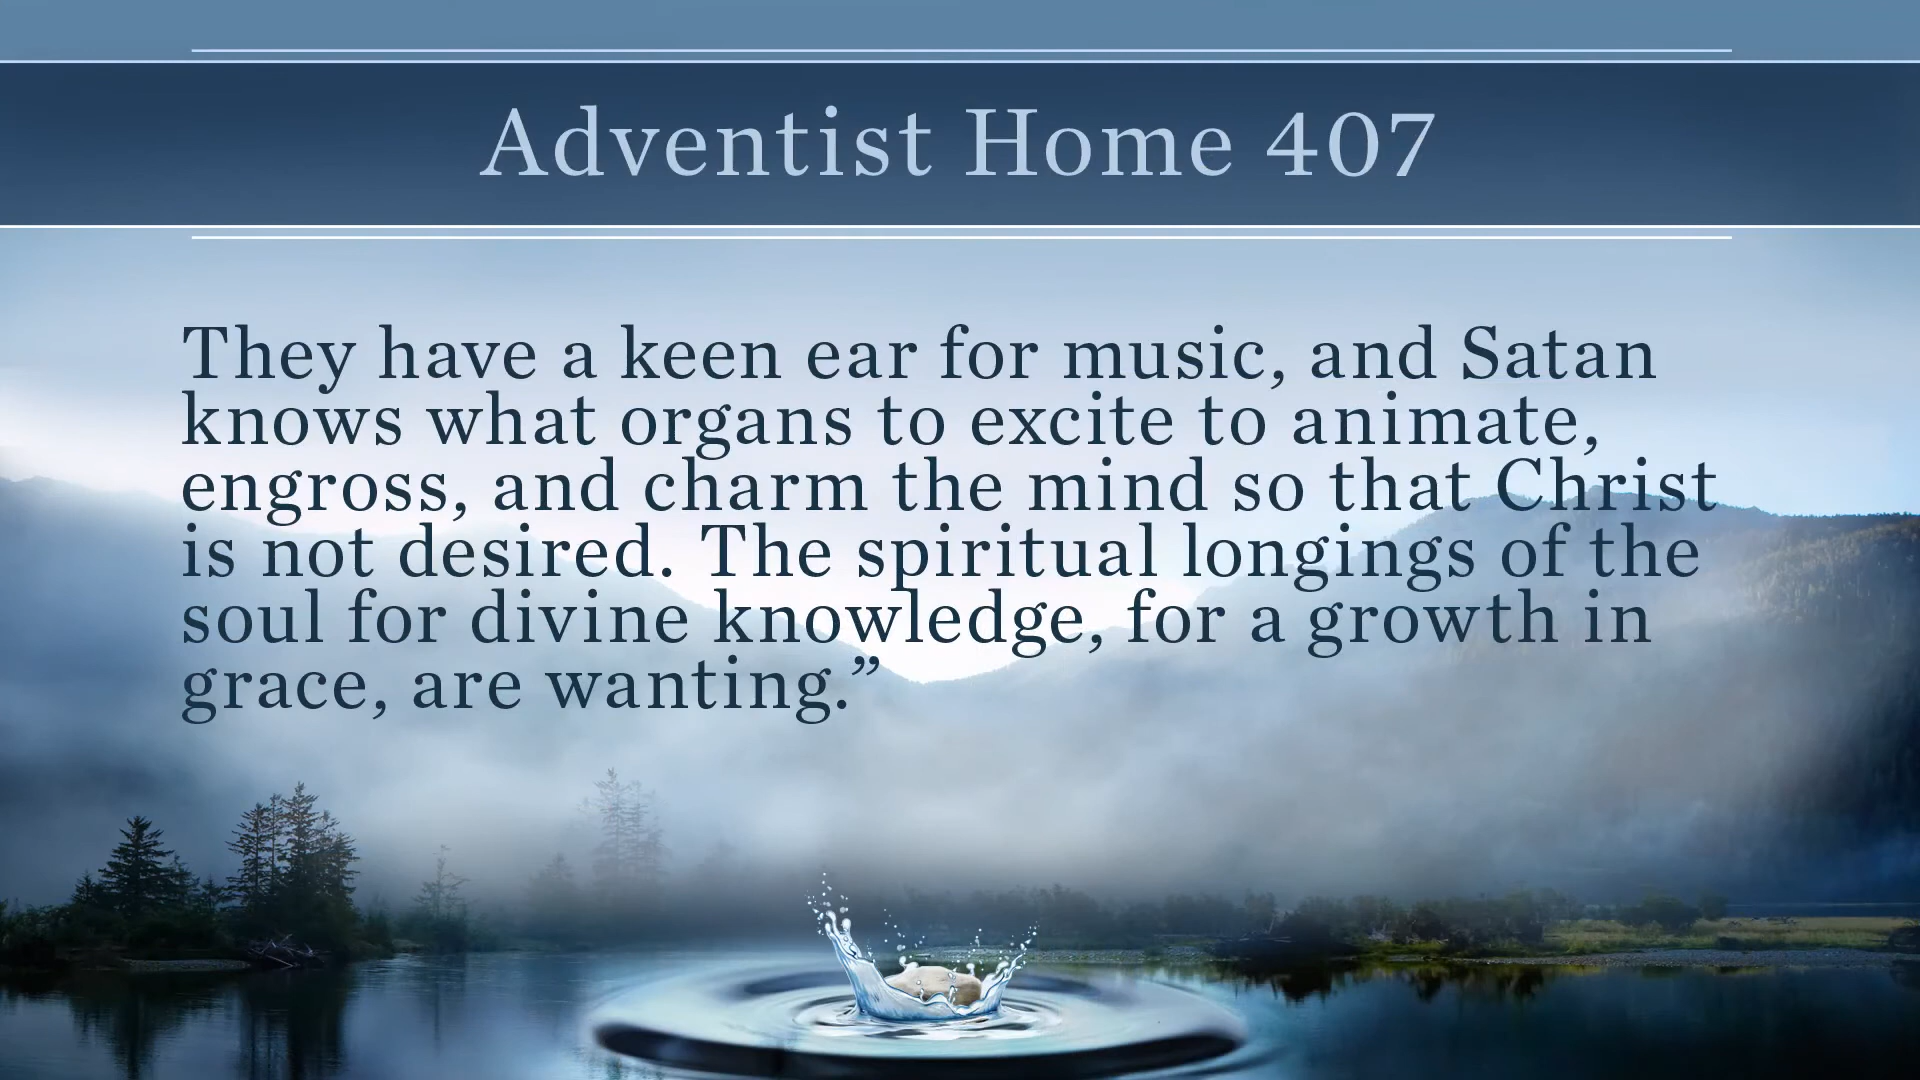 Adventist Home 407
They have a keen ear for music, and Satan
knows what organs to excite to animate,
engross, and charm the mind so that Christ
is not desired. The spiritual longings of the
soul for divine knowledge, for a growth in
grace, are wanting.”